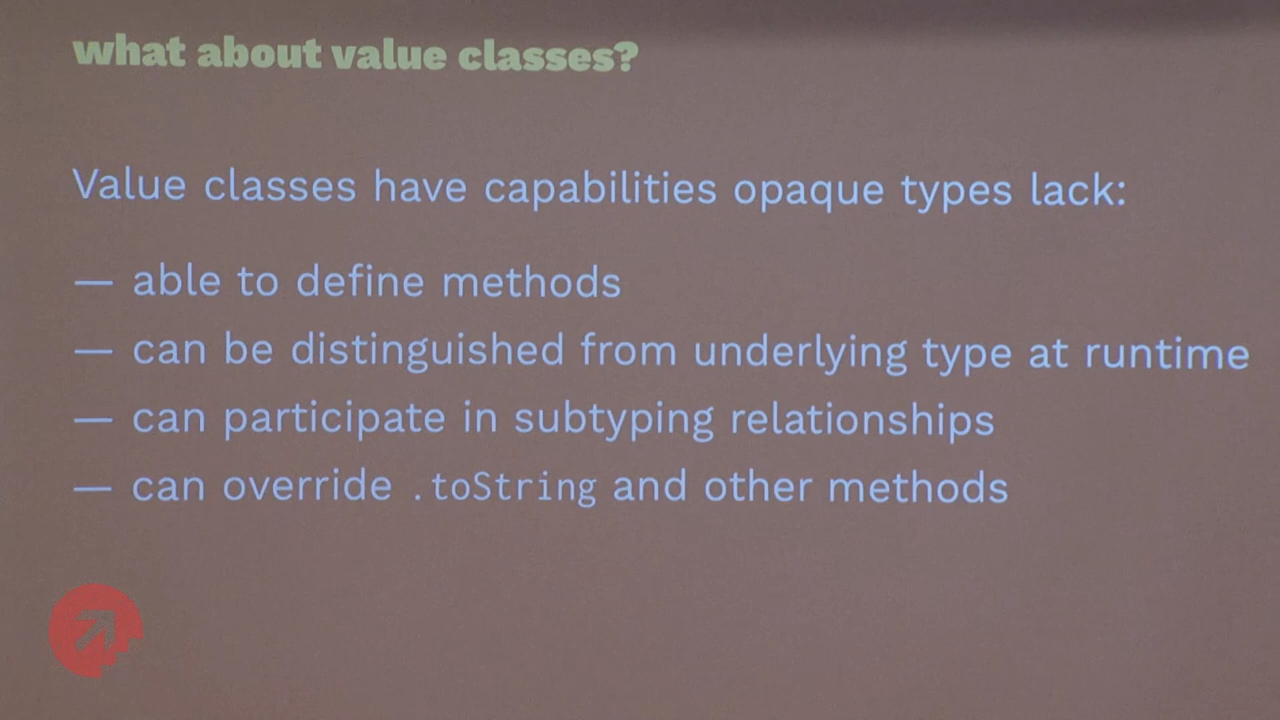 what about value classes?
Value classes have capabilities opaque types lack:
— able to define methods
— can be distinguished from underlying type at runtime
— can participate in subtyping relationships
— can override .toString and other methods